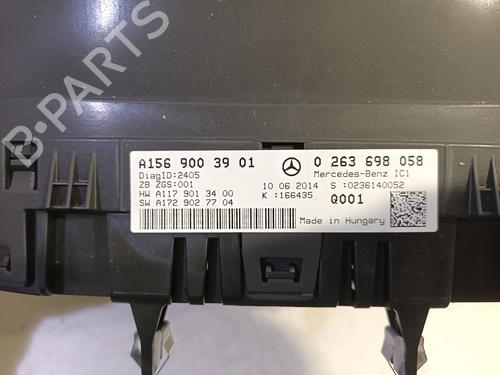 A156 900 39 01
0 263 698 058
DiagID:2405
Mercedes-Benz IC1
ZB ZGS:001
10 06 2014
S :0236140052
HW A117 901 34 00
K :166435
Q001
SW A172 902 77 04
Made in Hungary
B-PARTS